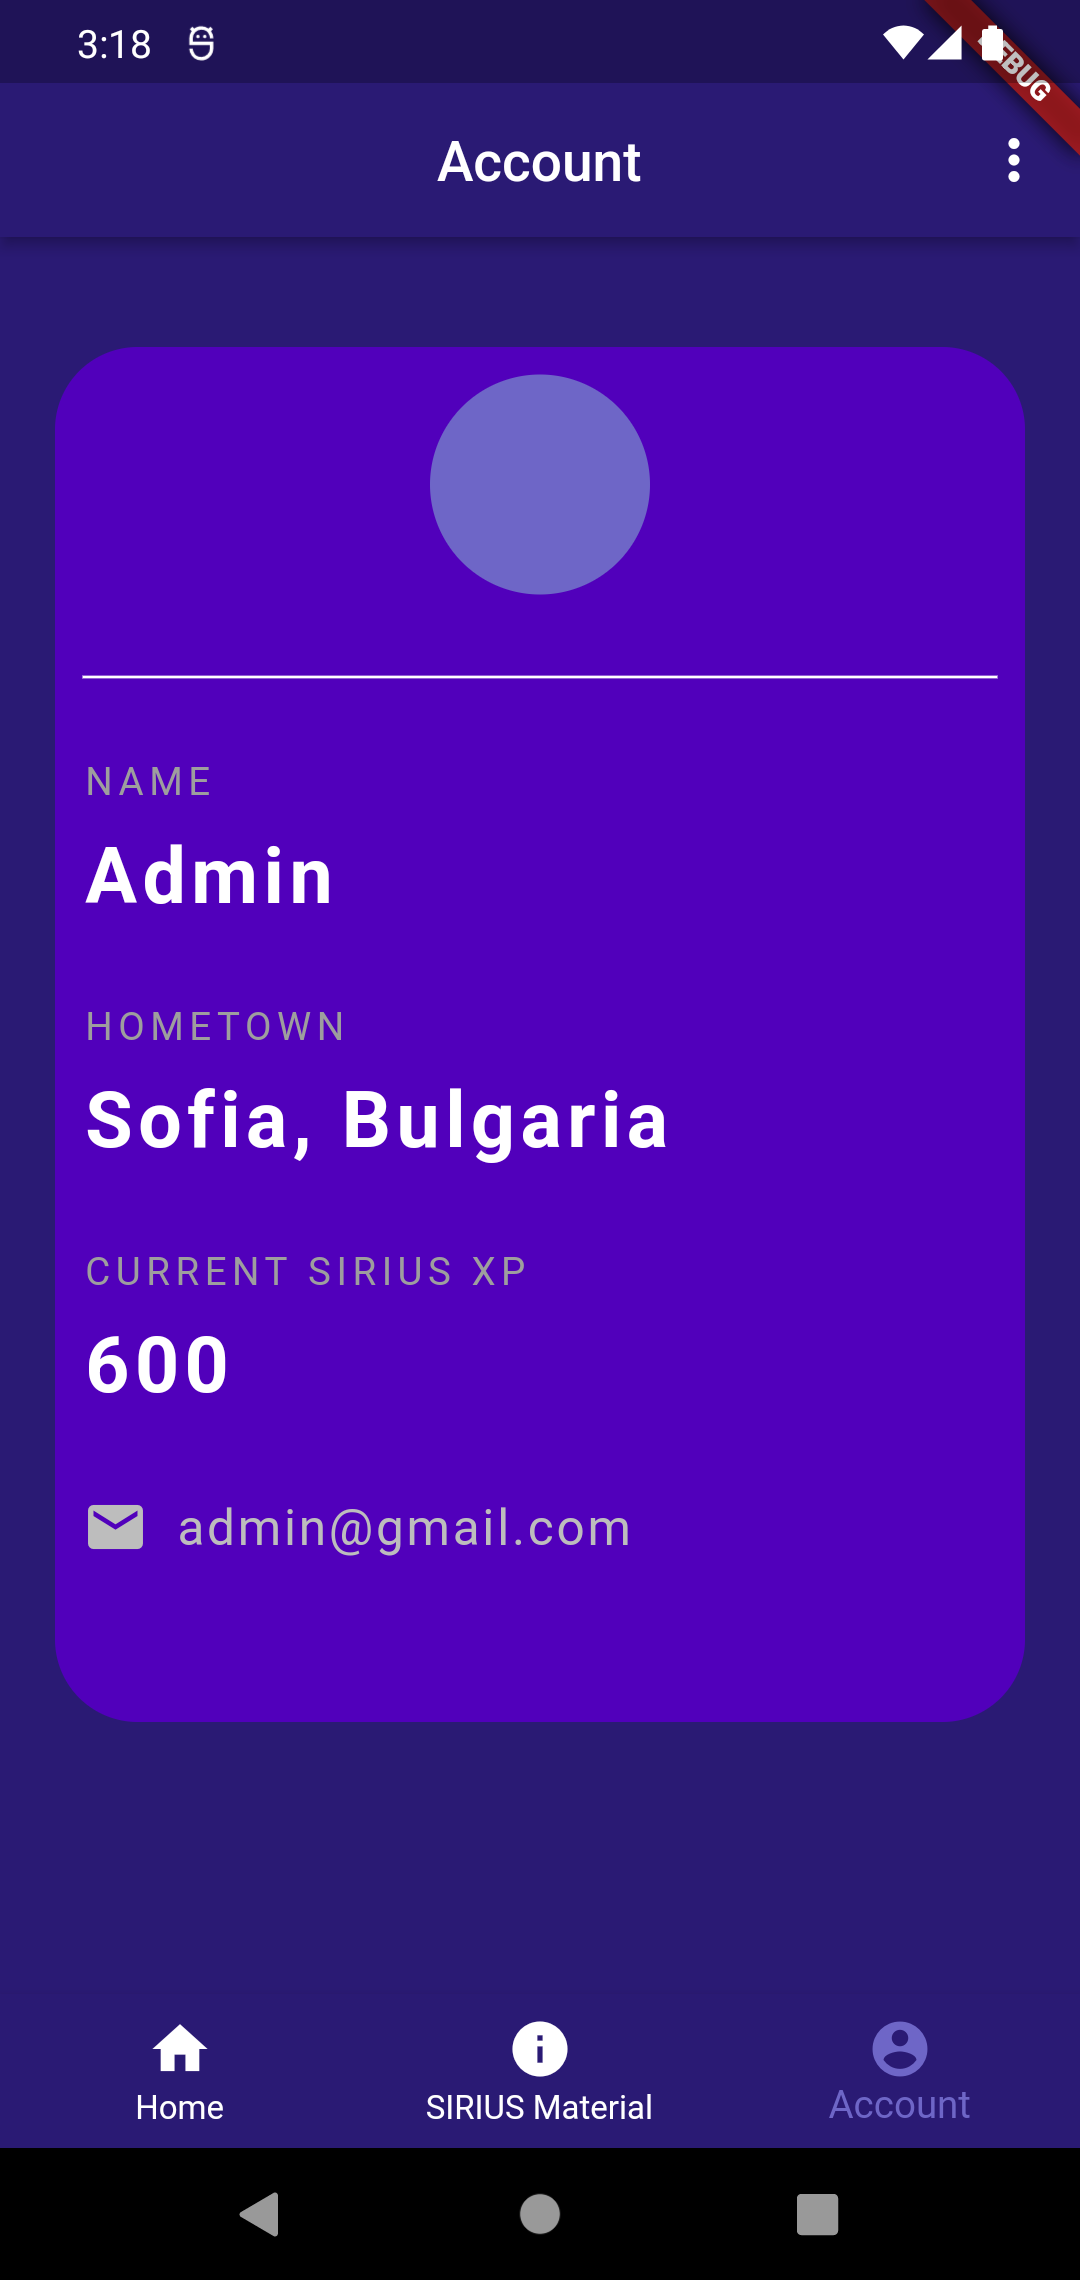 3:18
Account
NAME
Admin
HOMETOWN
Sofia, Bulgaria
CURRENT SIRIUS XP
600
admin@gmail.com
Home
SIRIUS Material
Account